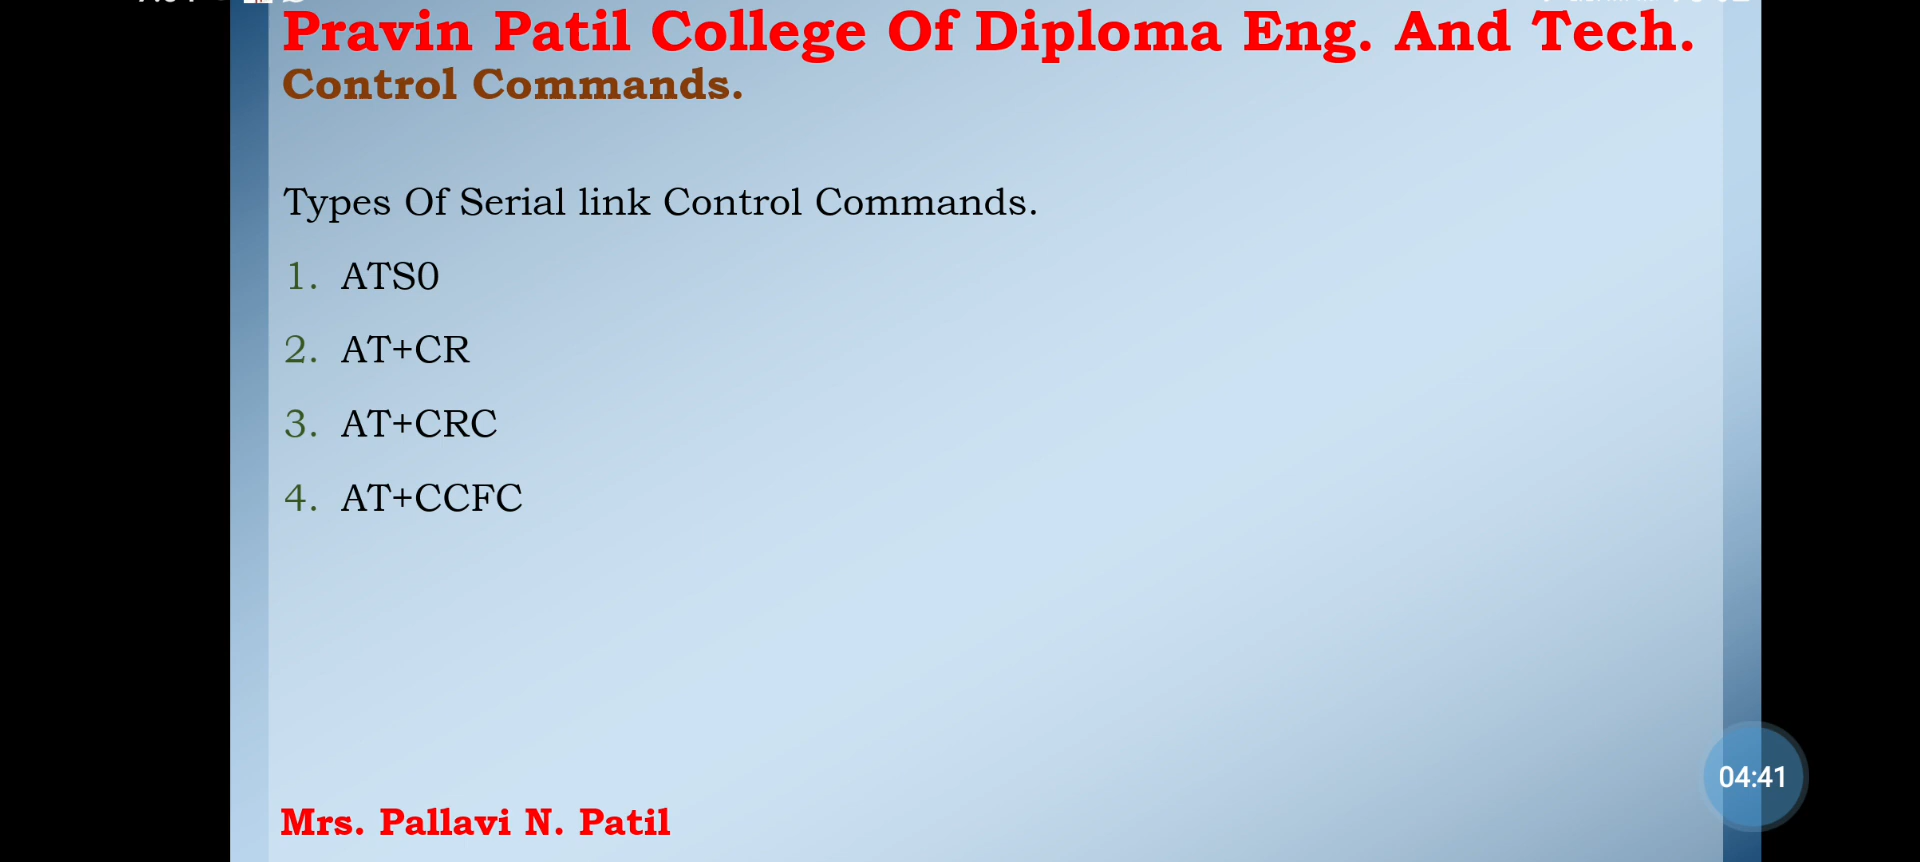 Pravin Patil College Of Diploma Eng. And Tech.
Control Commands.
Types Of Serial link Control Commands.
1. ATS0
2. AT+CR
3. AT+CRC
4. AT+CCFC
04:41
Mrs. Pallavi N. Patil